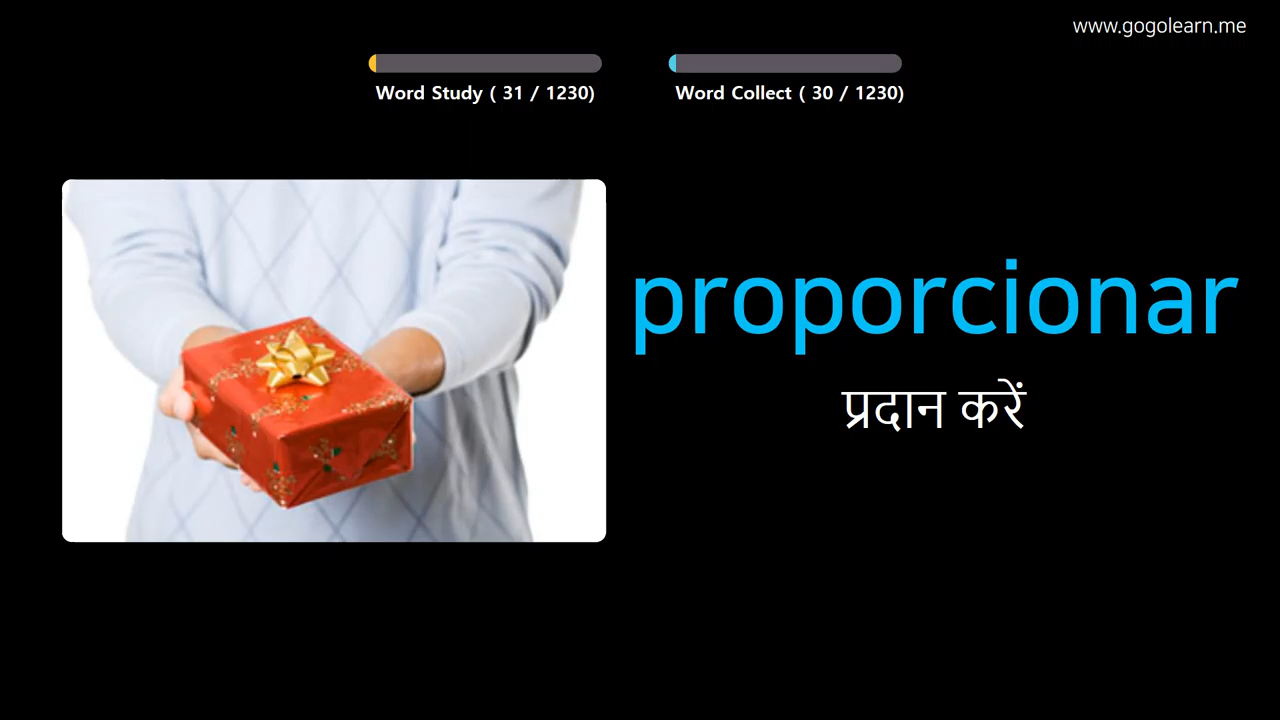 www.gogolearn.me
Word Study ( 31 / 1230)
Word Collect ( 30 / 1230)
proporcionar
प्रदान करें